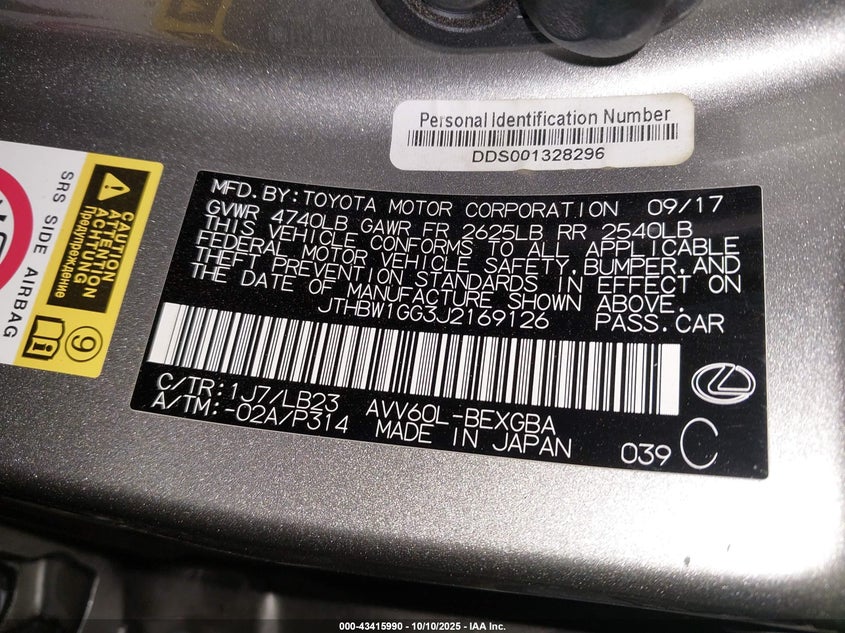 Personal Identification Number
DDS001328296
MFD. BY: TOYOTA MOTOR CORPORATION 09/17
GVWR 4740LB GAWR FR 2625LB RR 2540LB
THIS VEHICLE CONFORMS TO ALL APPLICABLE
FEDERAL MOTOR VEHICLE SAFETY, BUMPER, AND
THEFT PREVENTION STANDARDS IN EFFECT ON
THE DATE OF MANUFACTURE SHOWN ABOVE.
JTHBW1GG3J2169126 PASS. CAR
C/TR: 1J7/LB23 AVV60L-BEXGBA
A/TM: -02A/P314 MADE IN JAPAN
039 C
CAUTION
ATTENTION
ACHTUNG
Предупреждение
SRS SIDE AIRBAG
9
000-43415990 - 10/10/2025 - IAA Inc.